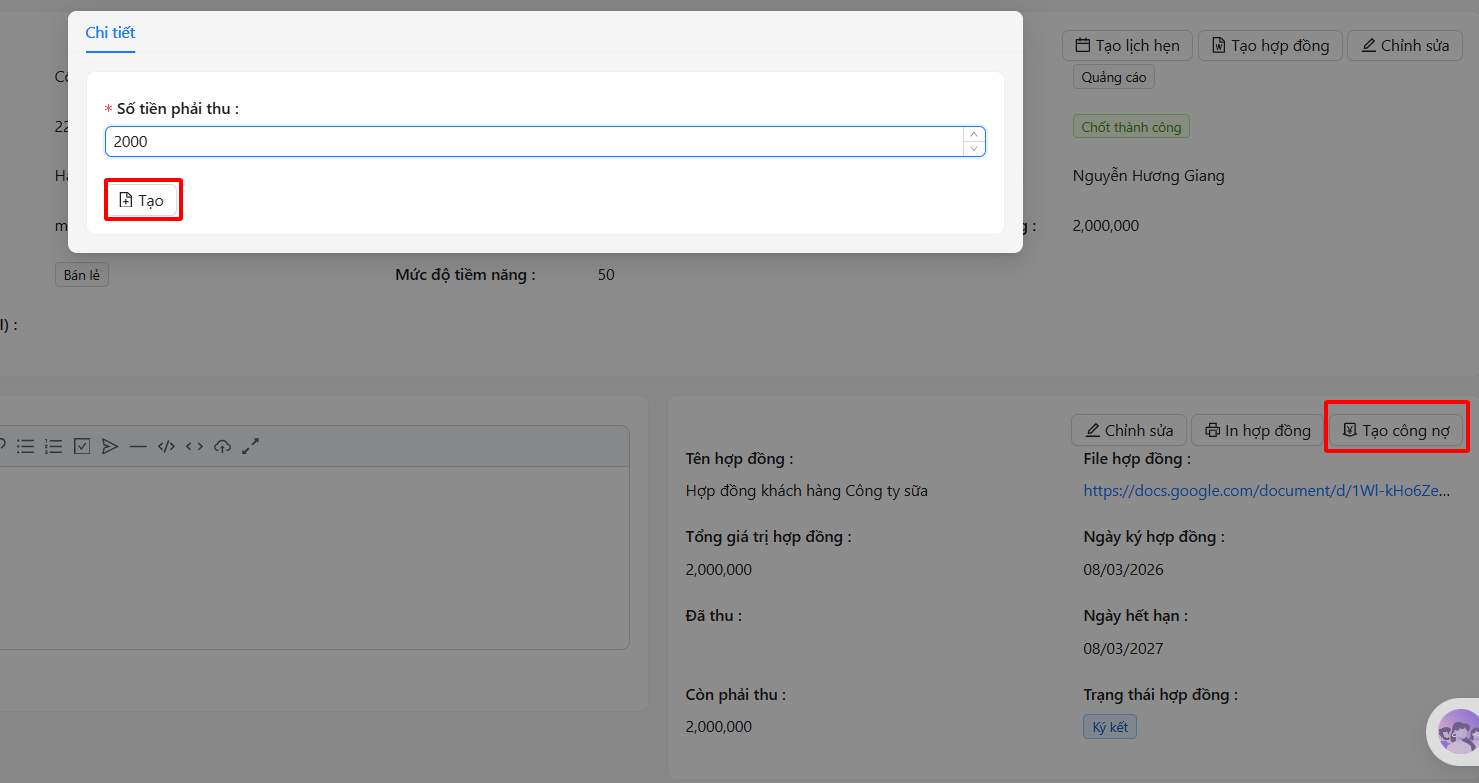 Chi tiết
* Số tiền phải thu :
2000
Tạo
Tạo lịch hẹn
Tạo hợp đồng
Chỉnh sửa
Quảng cáo
22
Chốt thành công
Nguyễn Hương Giang
g :
2,000,000
Bán lẻ
Mức độ tiềm năng :
50
) :
Chỉnh sửa
In hợp đồng
Tạo công nợ
Tên hợp đồng :
File hợp đồng :
Hợp đồng khách hàng Công ty sữa
https://docs.google.com/document/d/1Wl-kHo6Ze...
Tổng giá trị hợp đồng :
Ngày ký hợp đồng :
2,000,000
08/03/2026
Đã thu :
Ngày hết hạn :
08/03/2027
Còn phải thu :
Trạng thái hợp đồng :
2,000,000
Ký kết